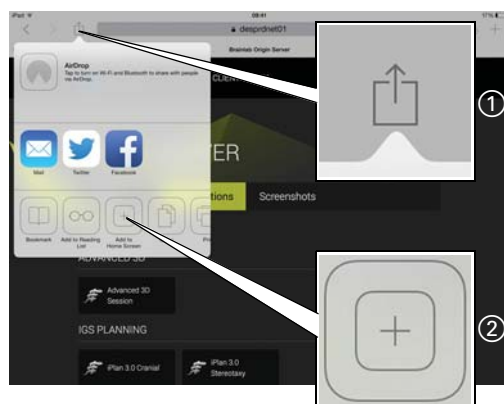 iPad
09:41
17%
desprdnet01
Brainlab Origin Server
AirDrop
Tap to turn on Wi-Fi and Bluetooth to share with people
via AirDrop.
Mail
Twitter
Facebook
ER
tions
Screenshots
Bookmark
Add to Reading
List
Add to
Home Screen
ADVANCED 3D
Advanced 3D
Session
IGS PLANNING
iPlan 3.0 Cranial
iPlan 3.0
Stereotaxy
①
②